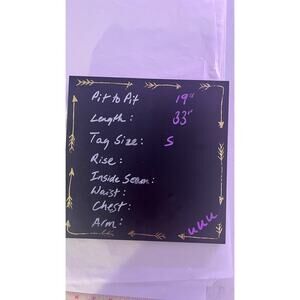 Pit to Pit 19"
Length: 33"
Tag Size: S
Rise:
Inside Seam:
Waist:
Chest:
Arm:
uuu